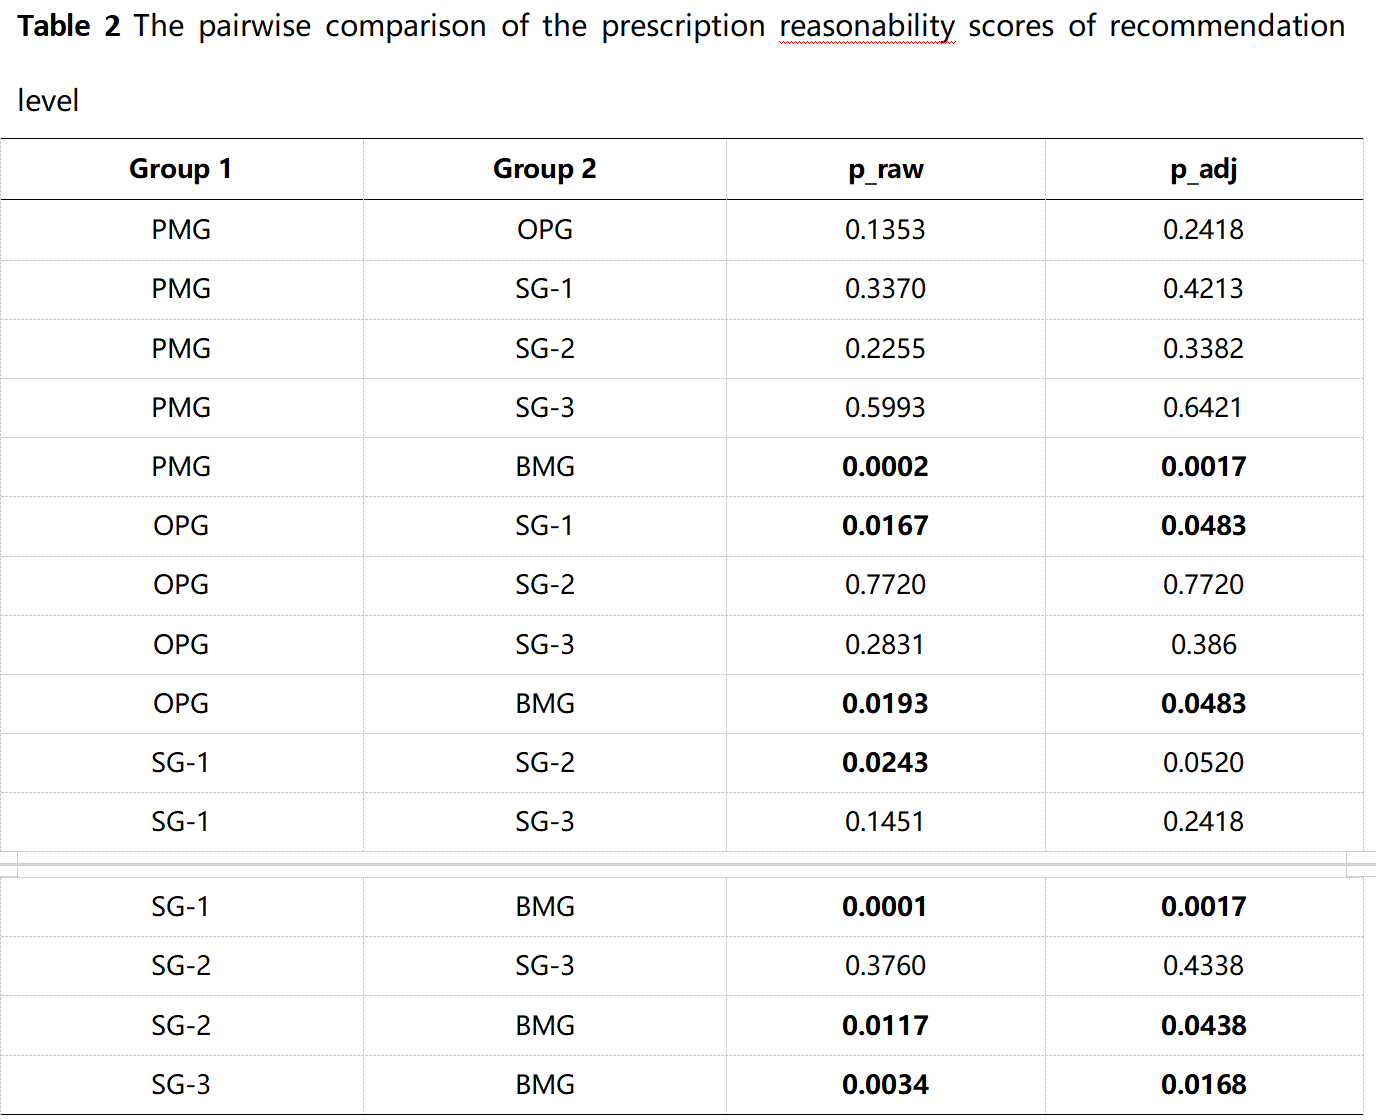 Table 2 The pairwise comparison of the prescription reasonability scores of recommendation
level
Group 1 Group 2 p_raw p_adj
PMG OPG 0.1353 0.2418
PMG SG-1 0.3370 0.4213
PMG SG-2 0.2255 0.3382
PMG SG-3 0.5993 0.6421
PMG BMG 0.0002 0.0017
OPG SG-1 0.0167 0.0483
OPG SG-2 0.7720 0.7720
OPG SG-3 0.2831 0.386
OPG BMG 0.0193 0.0483
SG-1 SG-2 0.0243 0.0520
SG-1 SG-3 0.1451 0.2418
SG-1 BMG 0.0001 0.0017
SG-2 SG-3 0.3760 0.4338
SG-2 BMG 0.0117 0.0438
SG-3 BMG 0.0034 0.0168